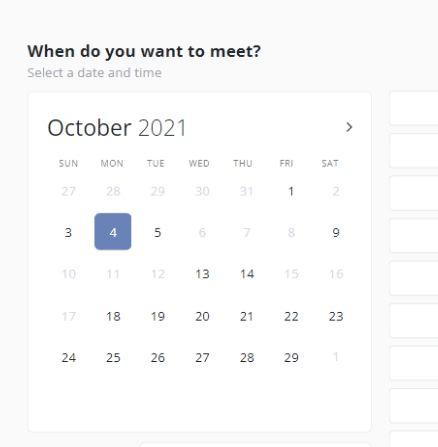 When do you want to meet?
Select a date and time
October 2021
SUN MON TUE WED THU FRI SAT
27 28 29 30 31 1 2
3 4 5 6 7 8 9
10 11 12 13 14 15 16
17 18 19 20 21 22 23
24 25 26 27 28 29 1